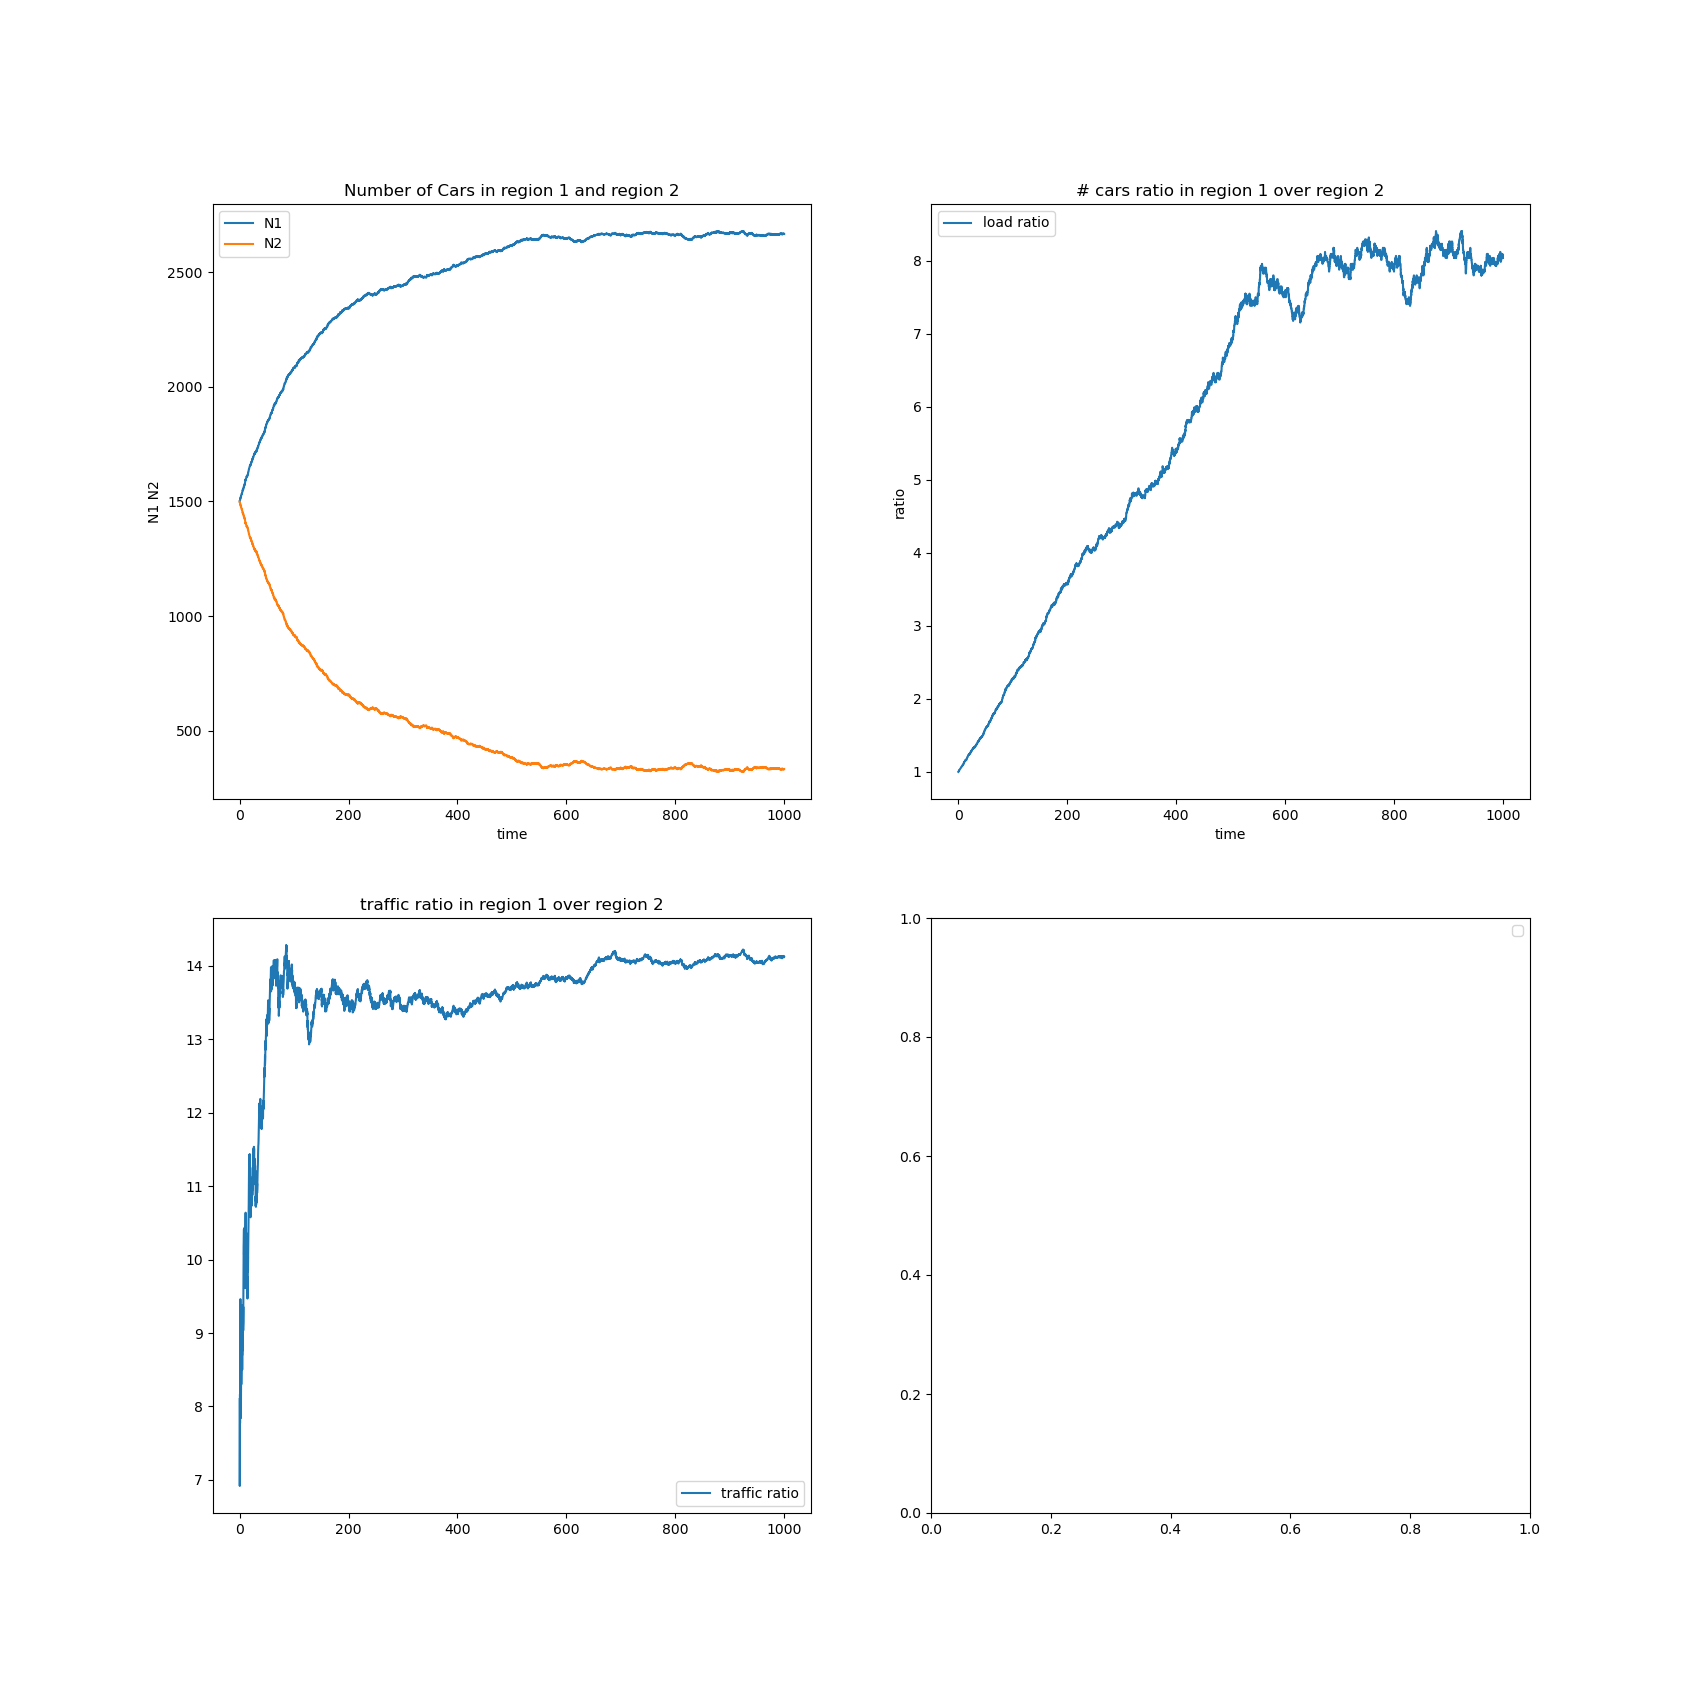 Number of Cars in region 1 and region 2
N1
N2
2500
2000
1500
1000
500
N1 N2
0 200 400 600 800 1000
time
# cars ratio in region 1 over region 2
load ratio
8
7
6
5
4
3
2
1
ratio
0 200 400 600 800 1000
time
traffic ratio in region 1 over region 2
14
13
12
11
10
9
8
7
traffic ratio
0 200 400 600 800 1000
1.0
0.8
0.6
0.4
0.2
0.0
0.0 0.2 0.4 0.6 0.8 1.0